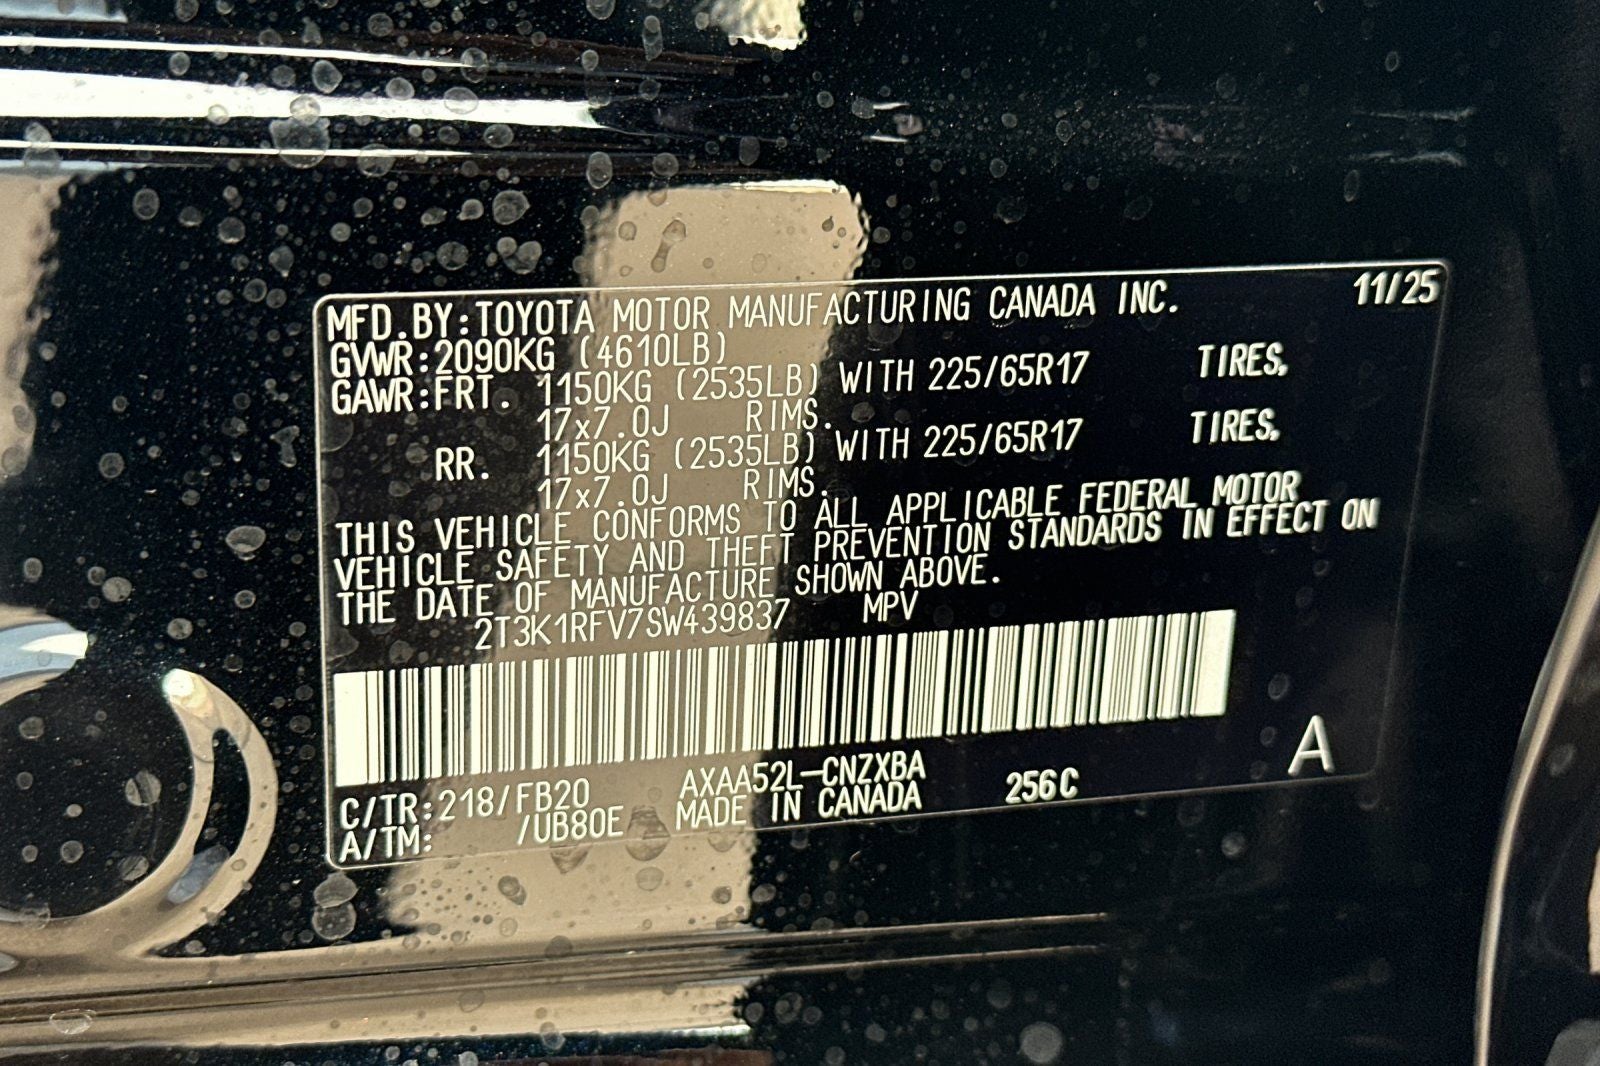 MFD.BY:TOYOTA MOTOR MANUFACTURING CANADA INC. 11/25
GVWR:2090KG (4610LB)
GAWR:FRT. 1150KG (2535LB) WITH 225/65R17 TIRES,
17x7.0J RIMS.
RR. 1150KG (2535LB) WITH 225/65R17 TIRES,
17x7.0J RIMS.
THIS VEHICLE CONFORMS TO ALL APPLICABLE FEDERAL MOTOR
VEHICLE SAFETY AND THEFT PREVENTION STANDARDS IN EFFECT ON
THE DATE OF MANUFACTURE SHOWN ABOVE.
2T3K1RFV7SW439837 MPV
C/TR:218/FB20 AXAA52L-CNZXBA 256C A
A/TM: /UB80E MADE IN CANADA